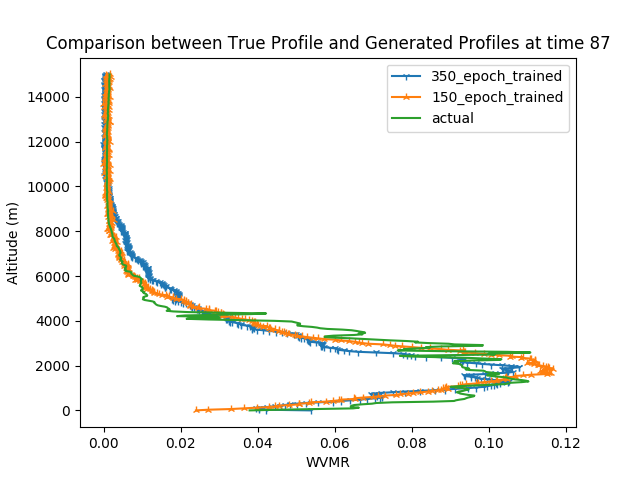 Comparison between True Profile and Generated Profiles at time 87
350_epoch_trained
150_epoch_trained
actual
Altitude (m)
14000
12000
10000
8000
6000
4000
2000
0
0.00 0.02 0.04 0.06 0.08 0.10 0.12
WVMR